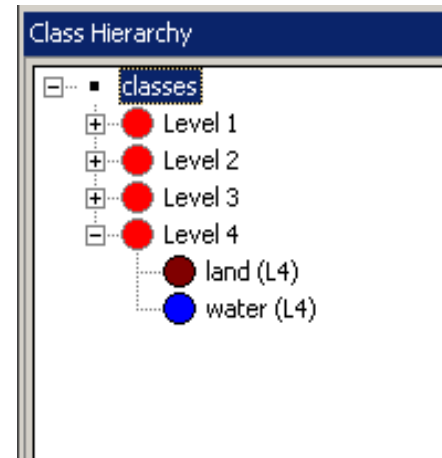 Class Hierarchy
classes
Level 1
Level 2
Level 3
Level 4
land (L4)
water (L4)